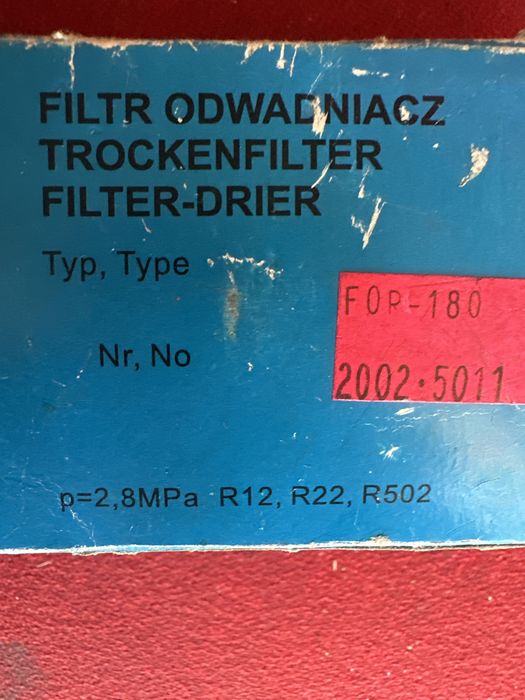 FILTR ODWADNIACZ
TROCKENFILTER
FILTER-DRIER
Typ, Type
FOP-180
Nr, No
2002·5011
p=2,8MPa R12, R22, R502